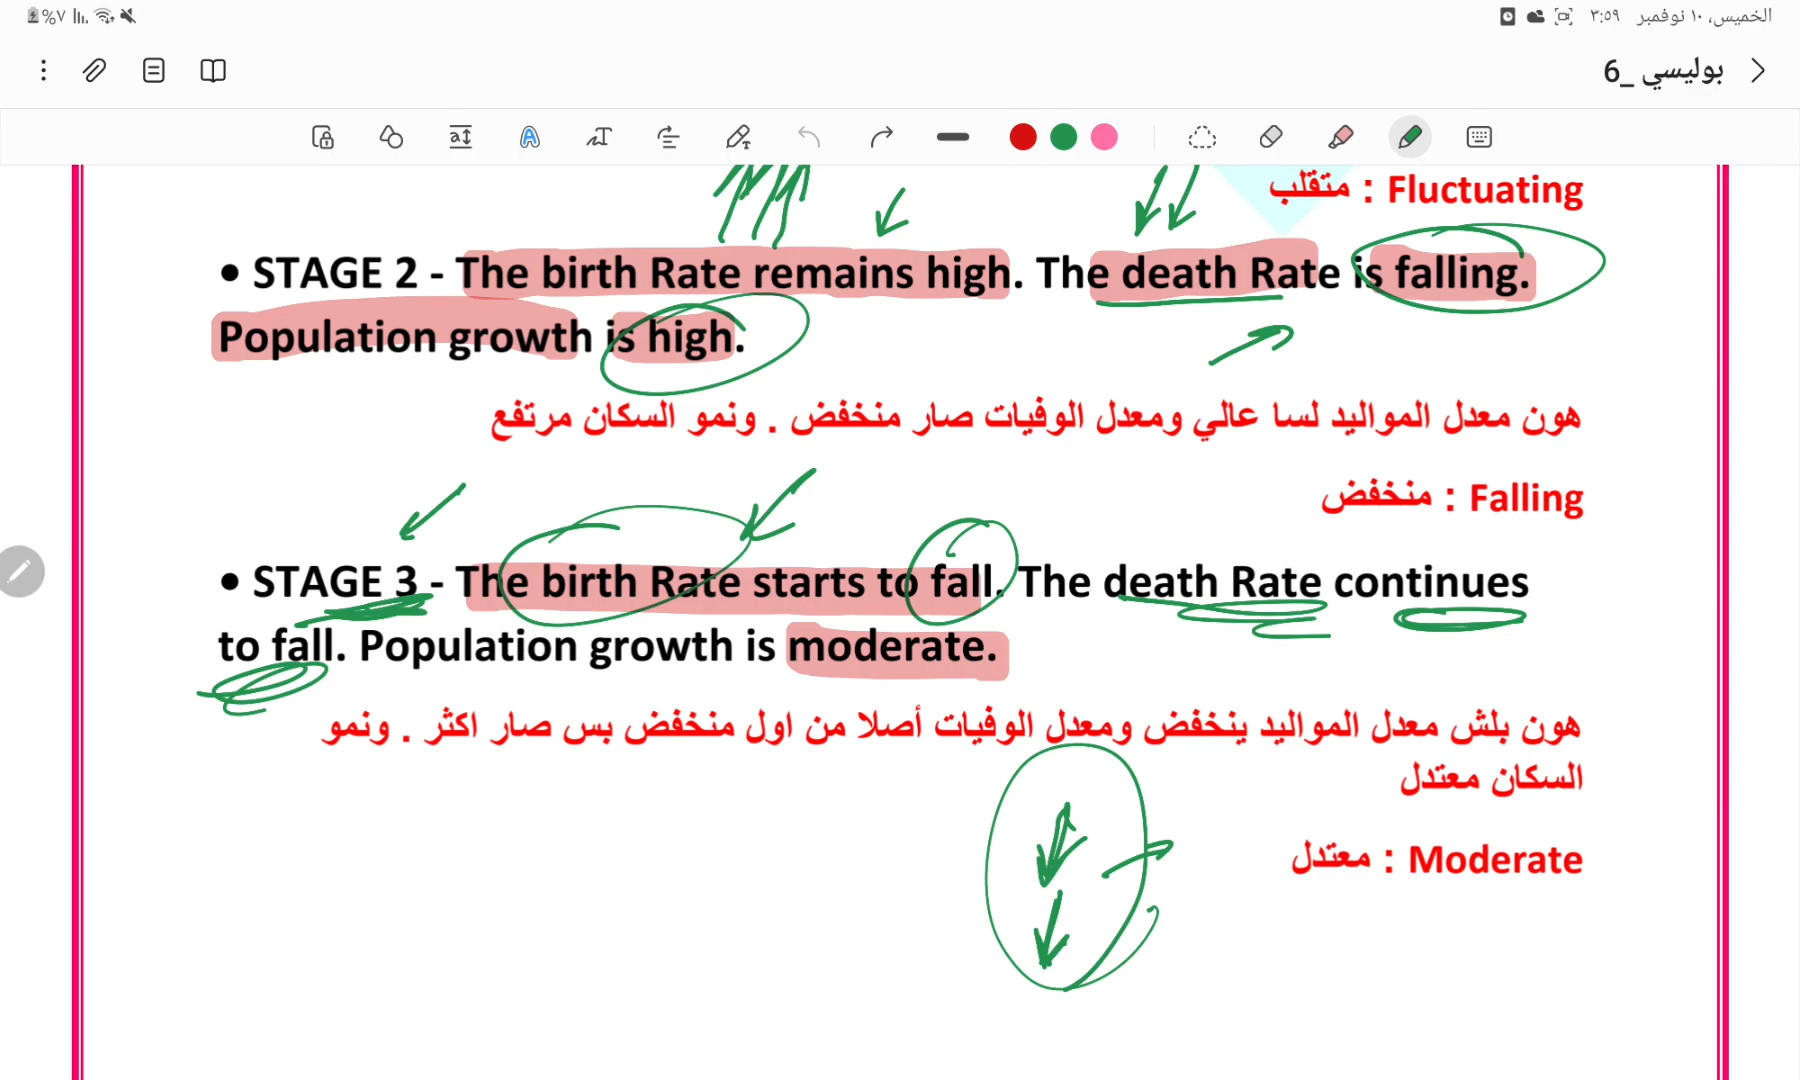 الخميس، ١٠ نوفمبر ٣:٥٩
%٧
بوليسي _6
Fluctuating : متقلب
• STAGE 2 - The birth Rate remains high. The death Rate is falling.
Population growth is high.
هون معدل المواليد لسا عالي ومعدل الوفيات صار منخفض . ونمو السكان مرتفع
Falling : منخفض
• STAGE 3 - The birth Rate starts to fall. The death Rate continues
to fall. Population growth is moderate.
هون بلش معدل المواليد ينخفض ومعدل الوفيات أصلا من اول منخفض بس صار اكثر . ونمو
السكان معتدل
Moderate : معتدل